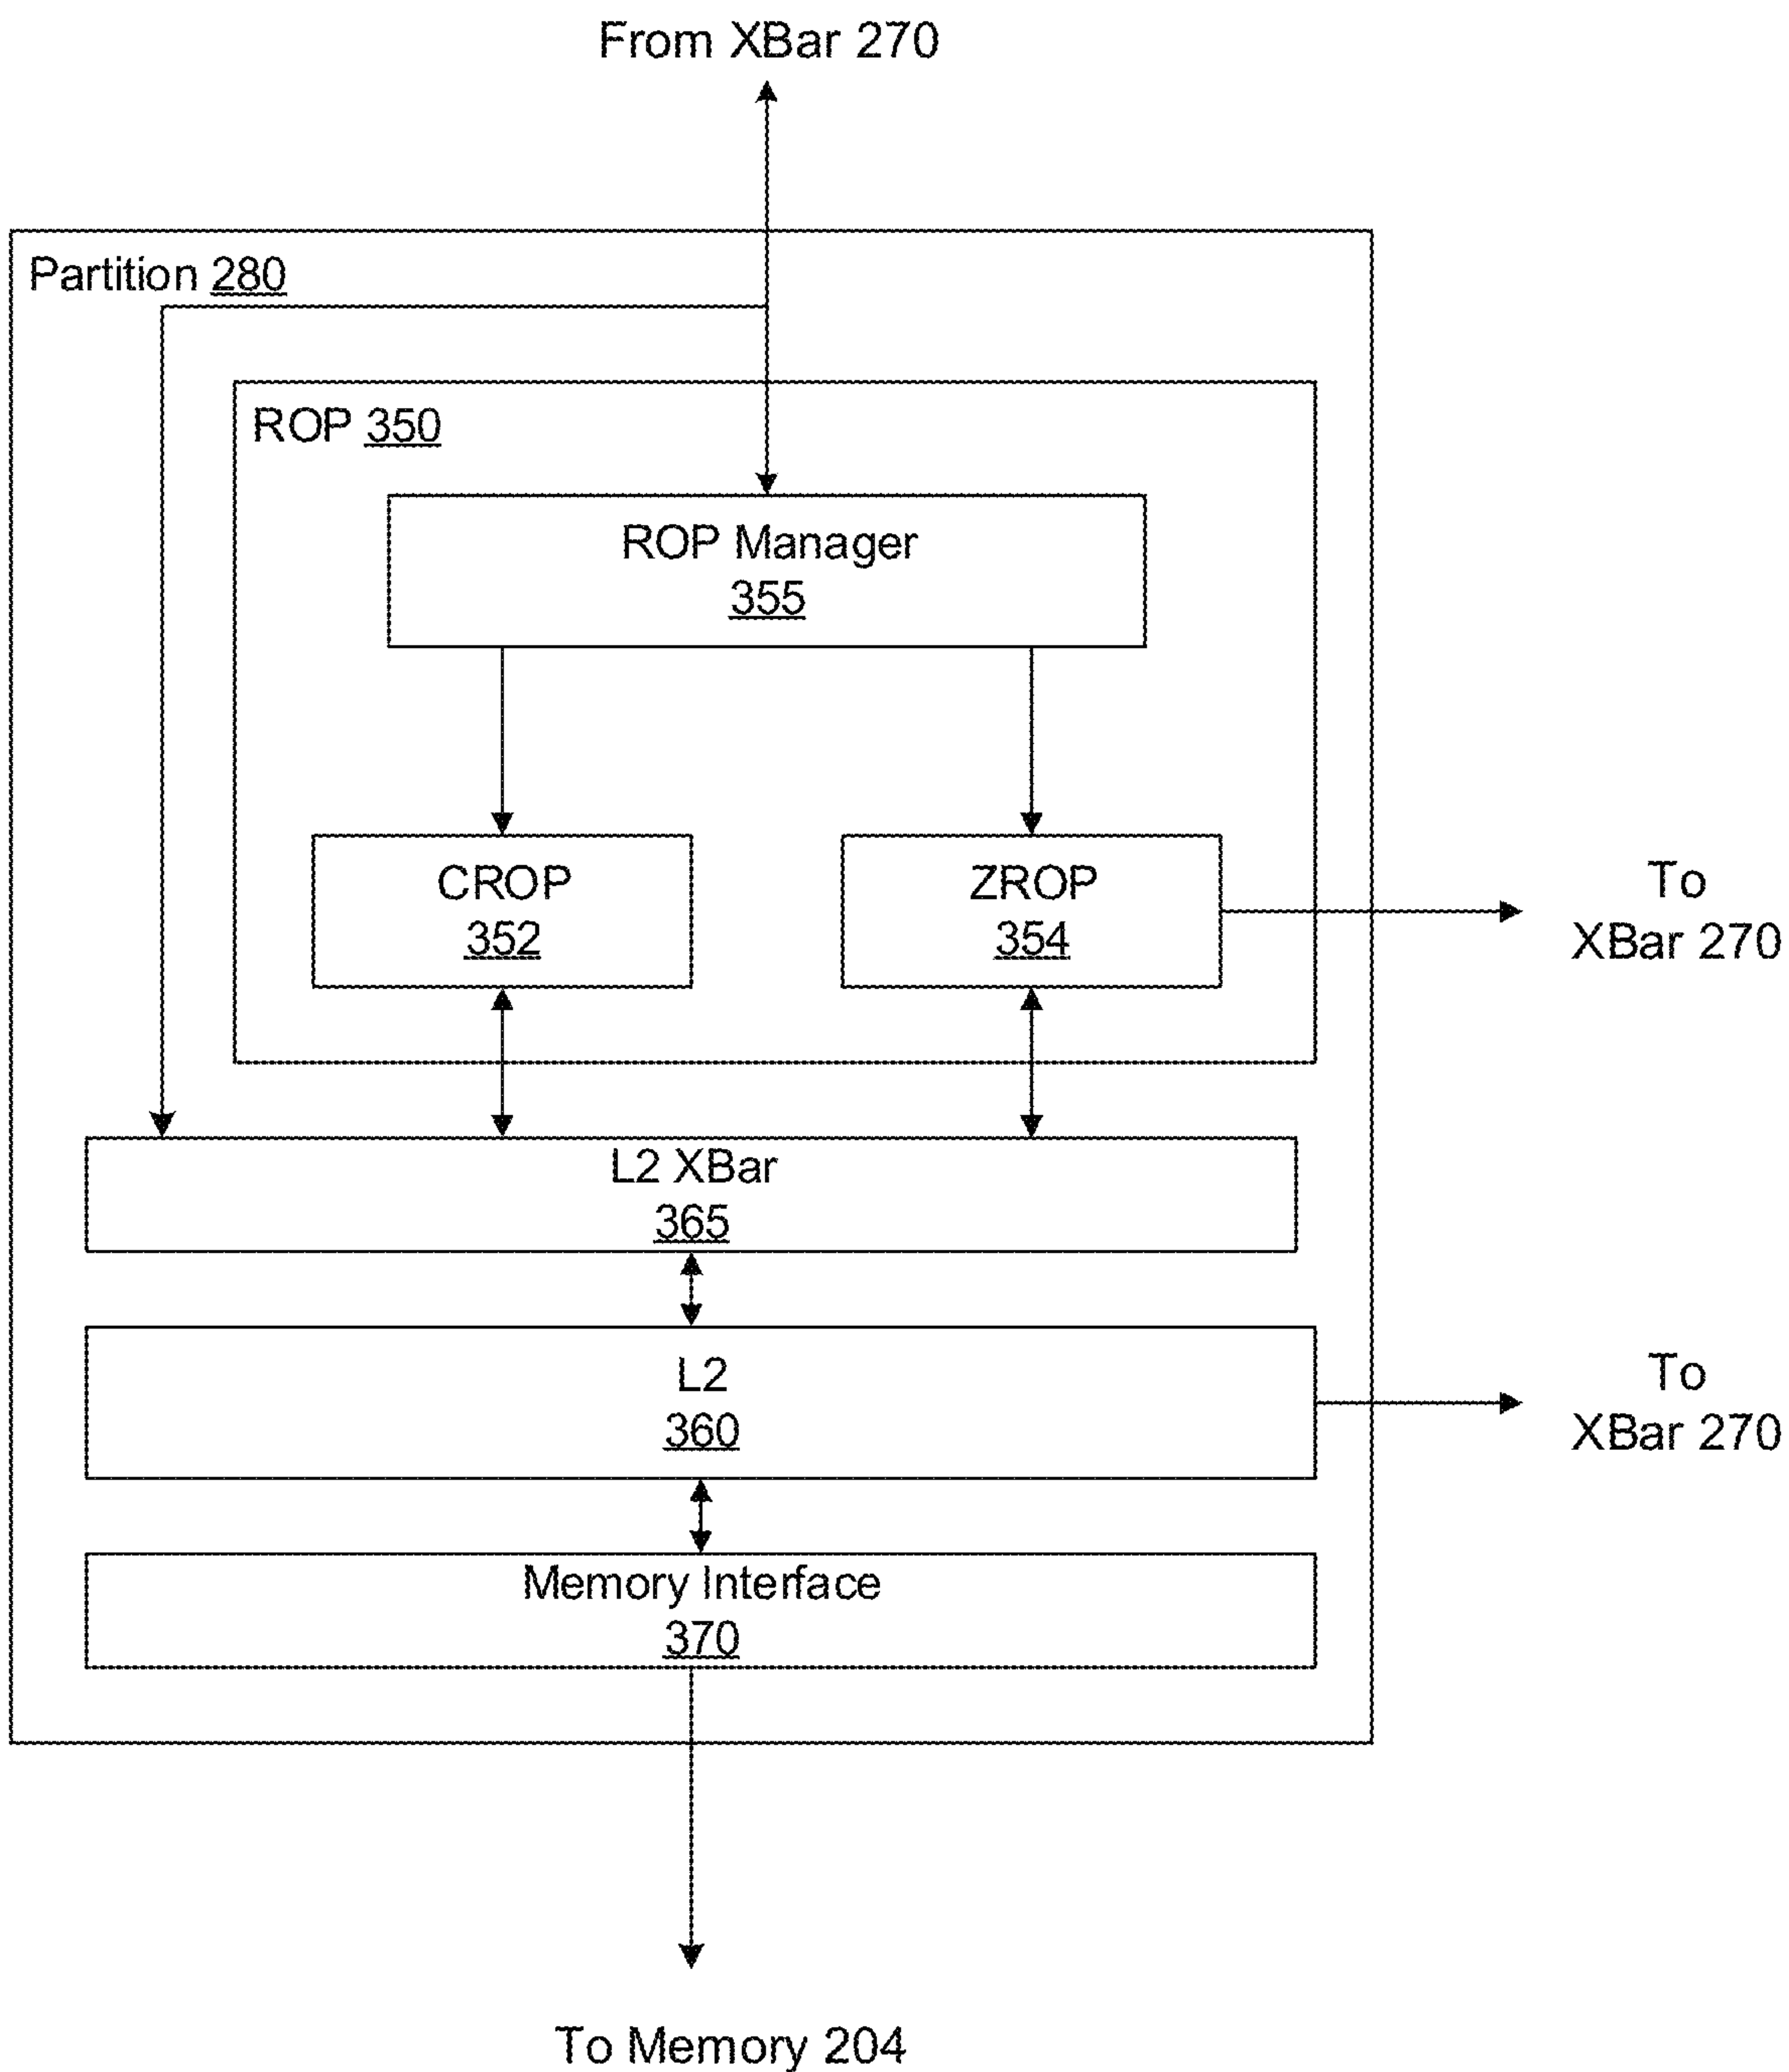 From XBar 270
Partition 280
ROP 350
ROP Manager
355
CROP
352
ZROP
354
To
XBar 270
L2 XBar
365
L2
360
To
XBar 270
Memory Interface
370
To Memory 204